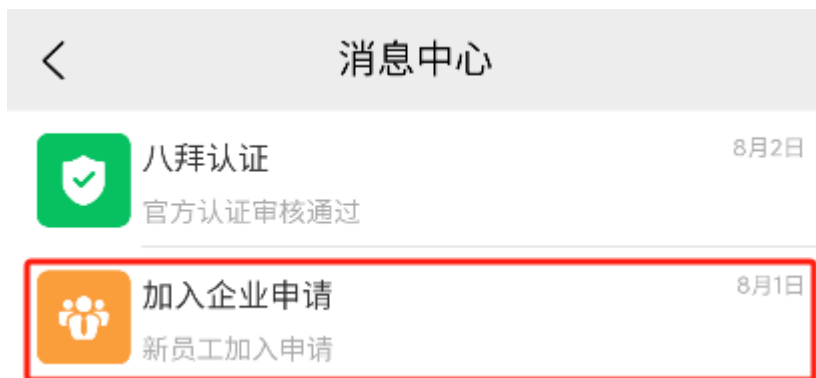 消息中心
八拜认证
8月2日
官方认证审核通过
加入企业申请
8月1日
新员工加入申请